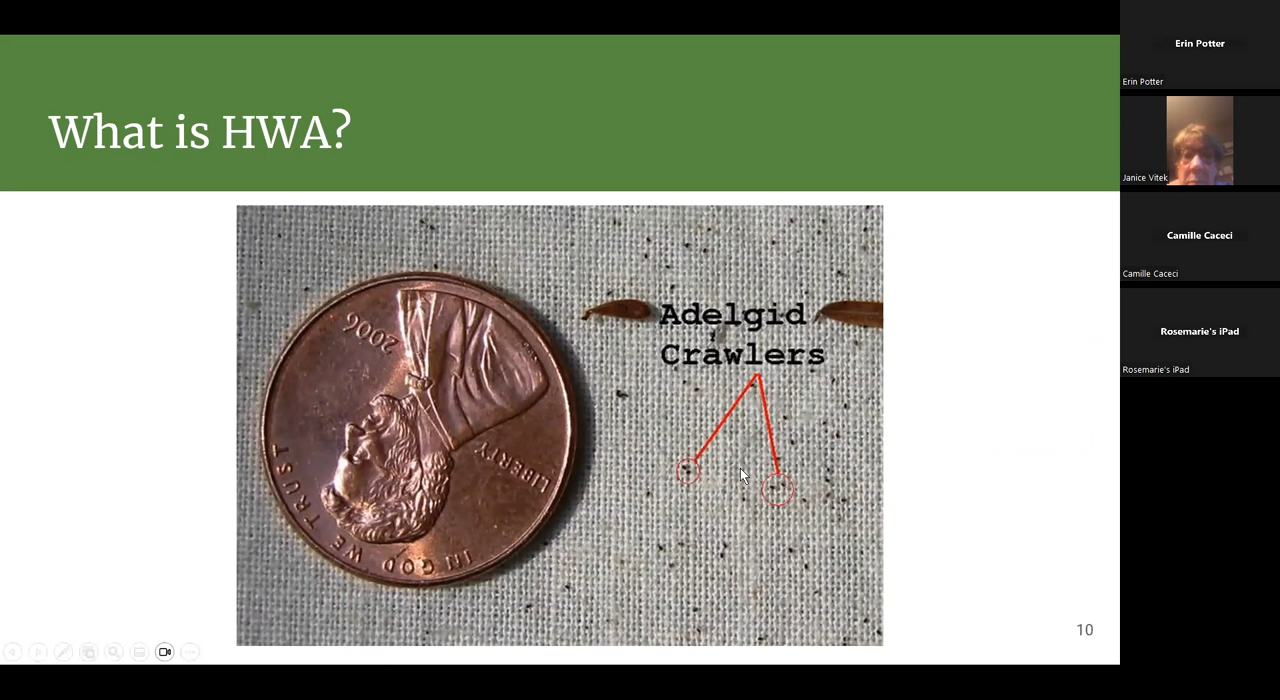 What is HWA?
Adelgid
Crawlers
2006
LIBERTY
IN GOD WE TRUST
10
Erin Potter
Erin Potter
Janice Vitek
Camille Caceci
Camille Caceci
Rosemarie's iPad
Rosemarie's iPad